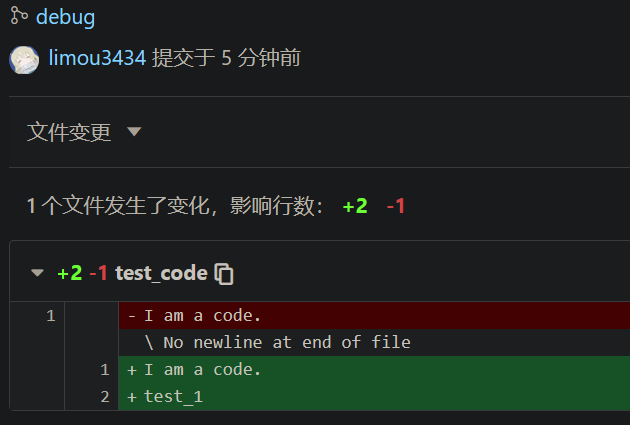 debug
limou3434 提交于 5 分钟前
文件变更
1 个文件发生了变化，影响行数： +2 -1
+2 -1 test_code
1 - I am a code.
\ No newline at end of file
1 + I am a code.
2 + test_1